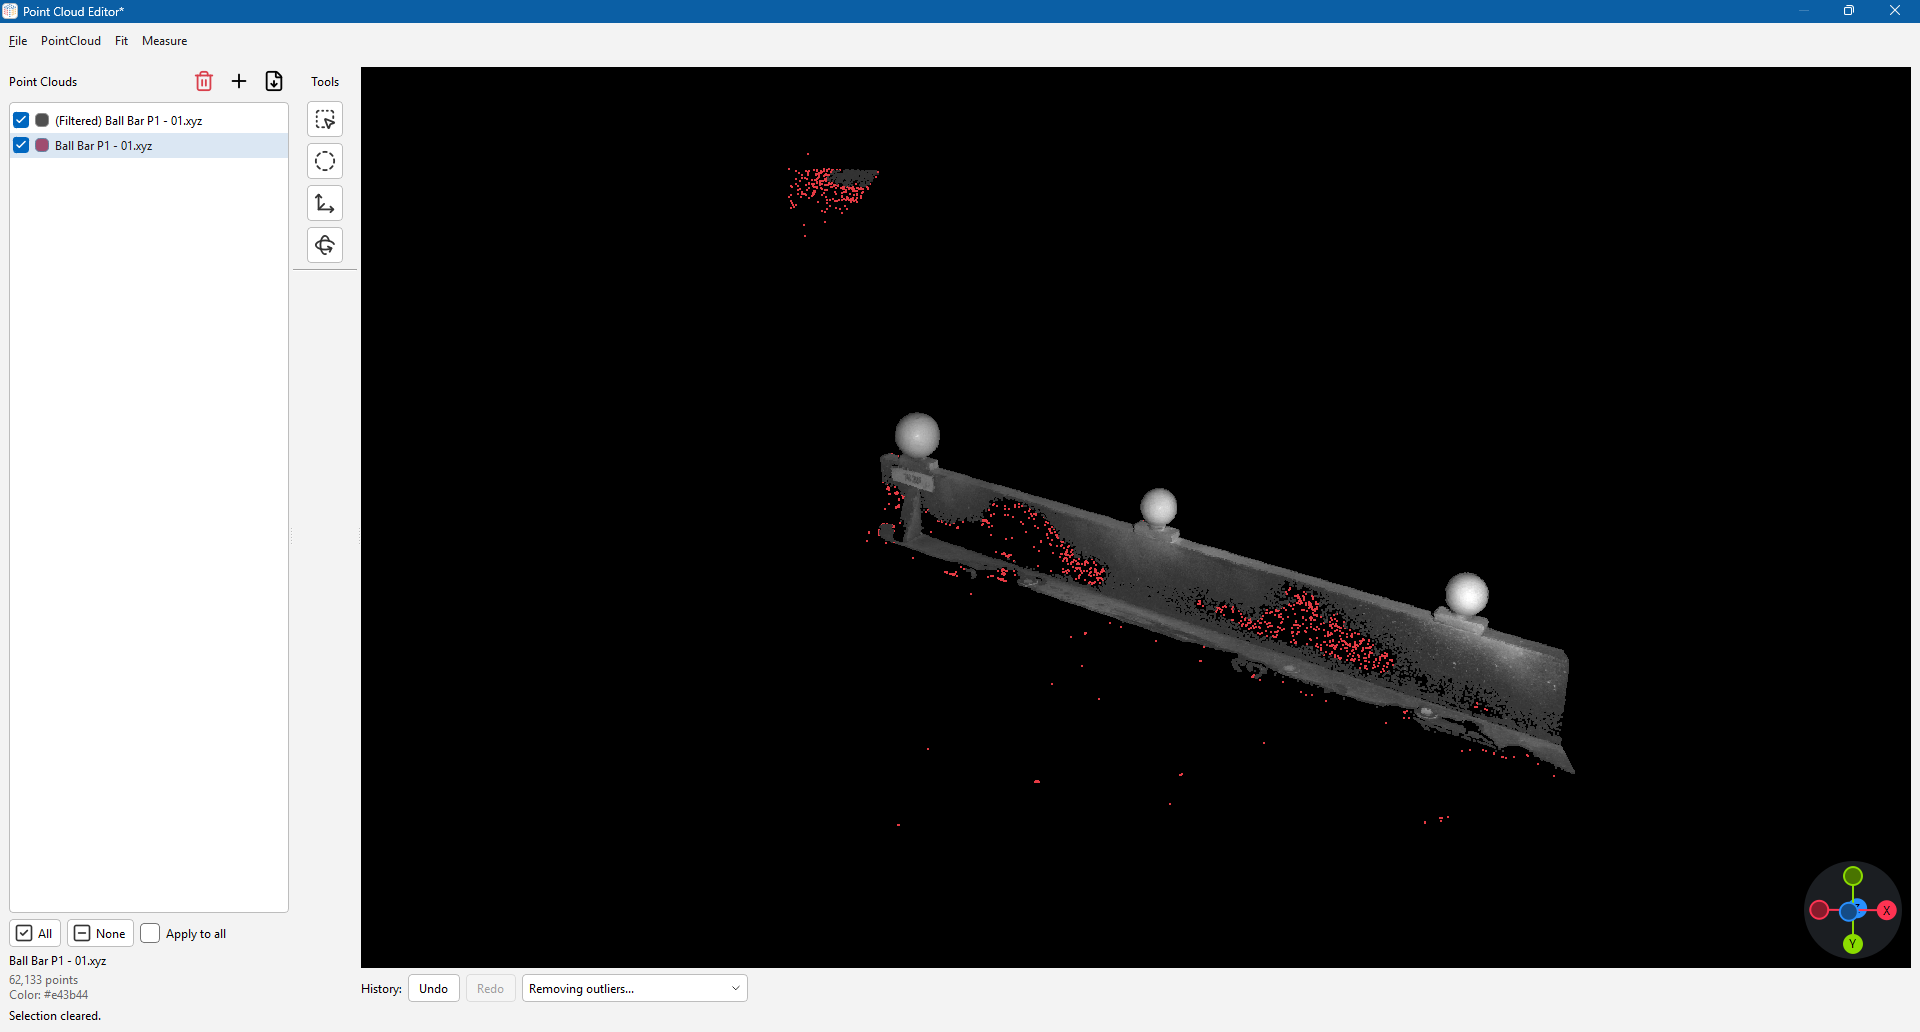 Point Cloud Editor*
File PointCloud Fit Measure
Point Clouds
Tools
(Filtered) Ball Bar P1 - 01.xyz
Ball Bar P1 - 01.xyz
X
Y
All None Apply to all
Ball Bar P1 - 01.xyz
62,133 points
Color: #e43b44
Selection cleared.
History: Undo Redo Removing outliers...